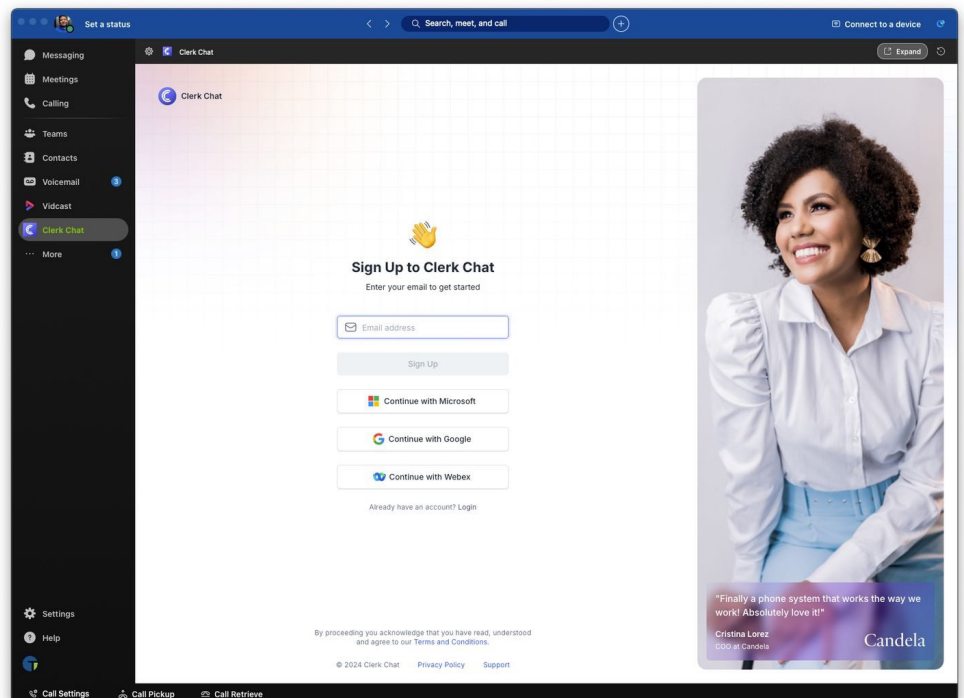 Set a status
Search, meet, and call
Connect to a device
Messaging
Meetings
Calling
Teams
Contacts
Voicemail 3
Vidcast
Clerk Chat
More 1
Settings
Help
Clerk Chat
Expand
Clerk Chat
Sign Up to Clerk Chat
Enter your email to get started
Email address
Sign Up
Continue with Microsoft
Continue with Google
Continue with Webex
Already have an account? Login
By proceeding you acknowledge that you have read, understood
and agree to our Terms and Conditions.
© 2024 Clerk Chat Privacy Policy Support
"Finally a phone system that works the way we
work! Absolutely love it!"
Cristina Lorez
COO at Candela
Candela
Call Settings Call Pickup Call Retrieve